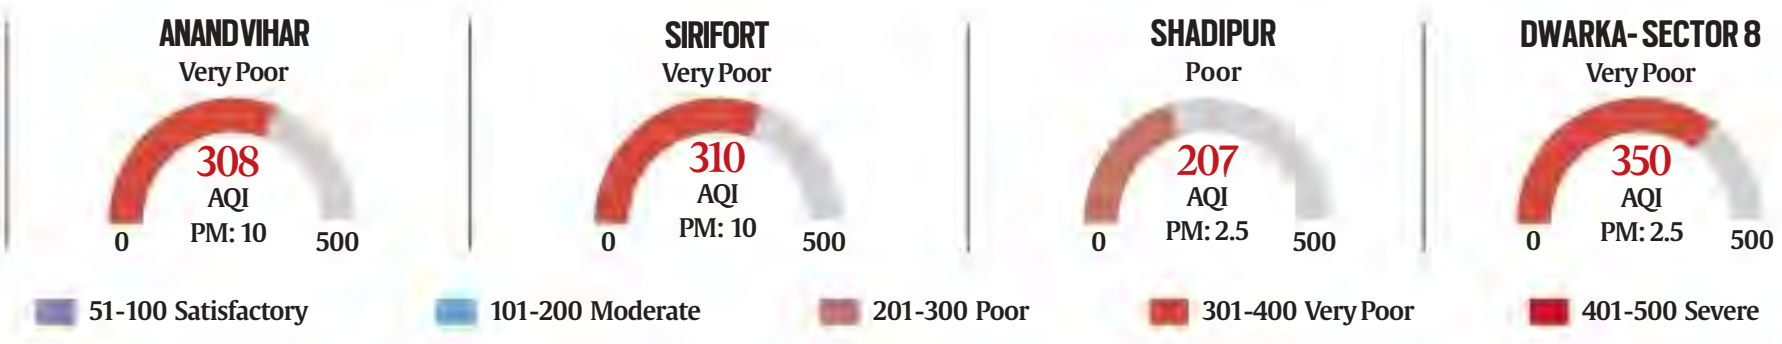 ANAND VIHAR
Very Poor
308
AQI
PM: 10
0
500
SIRIFORT
Very Poor
310
AQI
PM: 10
0
500
SHADIPUR
Poor
207
AQI
PM: 2.5
0
500
DWARKA- SECTOR 8
Very Poor
350
AQI
PM: 2.5
0
500
51-100 Satisfactory
101-200 Moderate
201-300 Poor
301-400 Very Poor
401-500 Severe